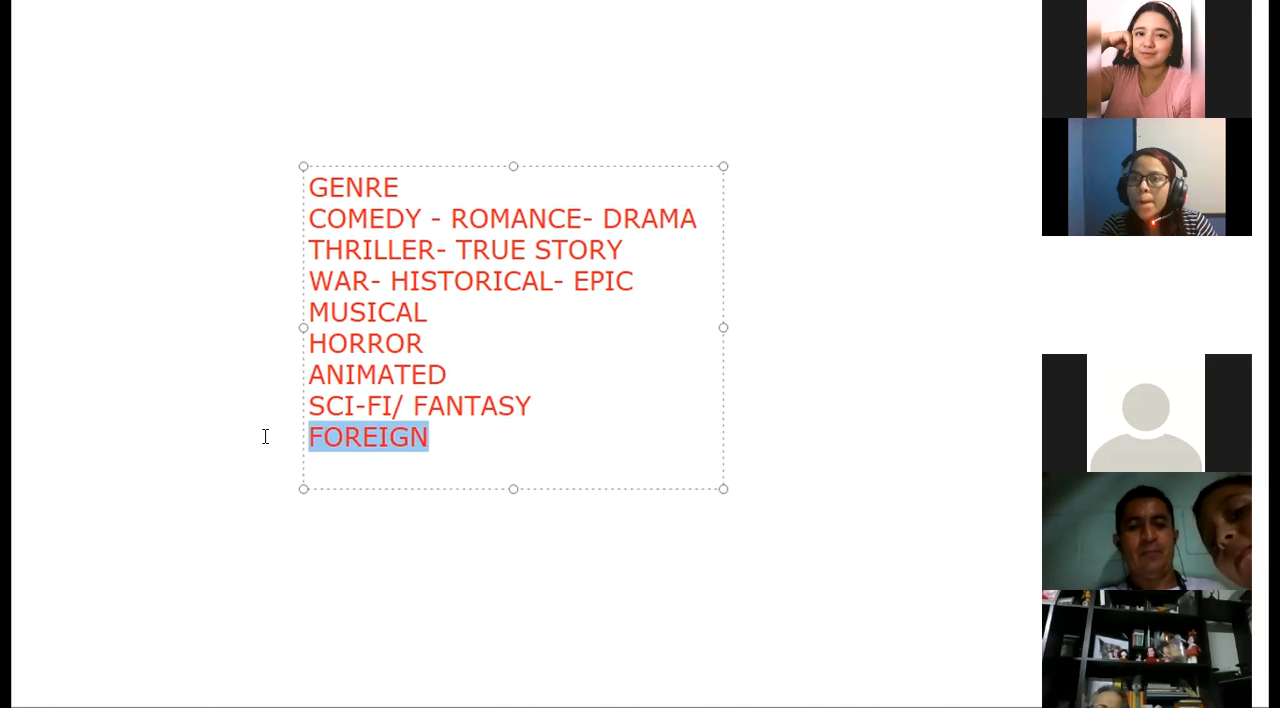 GENRE
COMEDY - ROMANCE- DRAMA
THRILLER- TRUE STORY
WAR- HISTORICAL- EPIC
MUSICAL
HORROR
ANIMATED
SCI-FI/ FANTASY
FOREIGN